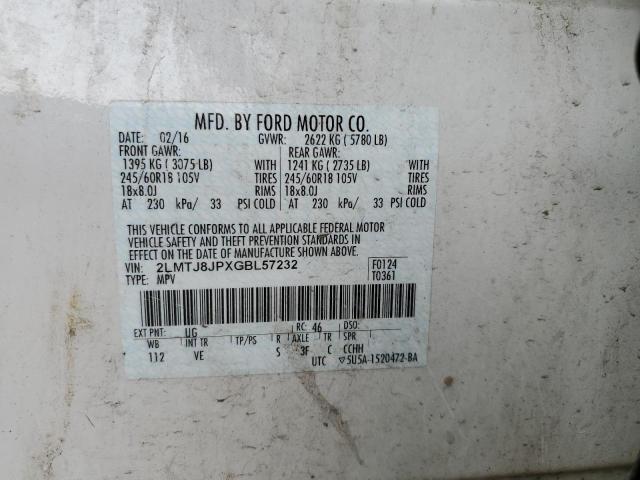 MFD. BY FORD MOTOR CO.
DATE: 02/16 GVWR: 2622 KG ( 5780 LB)
FRONT GAWR: REAR GAWR:
1395 KG ( 3075 LB) WITH 1241 KG ( 2735 LB) WITH
245/60R18 105V TIRES 245/60R18 105V TIRES
18x8.0J RIMS 18x8.0J RIMS
AT 230 kPa/ 33 PSI COLD AT 230 kPa/ 33 PSI COLD
THIS VEHICLE CONFORMS TO ALL APPLICABLE FEDERAL MOTOR
VEHICLE SAFETY AND THEFT PREVENTION STANDARDS IN
EFFECT ON THE DATE OF MANUFACTURE SHOWN ABOVE.
VIN: 2LMTJ8JPXGBL57232 F0124
TYPE: MPV T0361
EXT PNT: UG RC: 46 DSO:
WB INT TR TP/PS R AXLE TR SPR
112 VE S 3F C CCHH
UTC ▽5U5A-1520472-BA